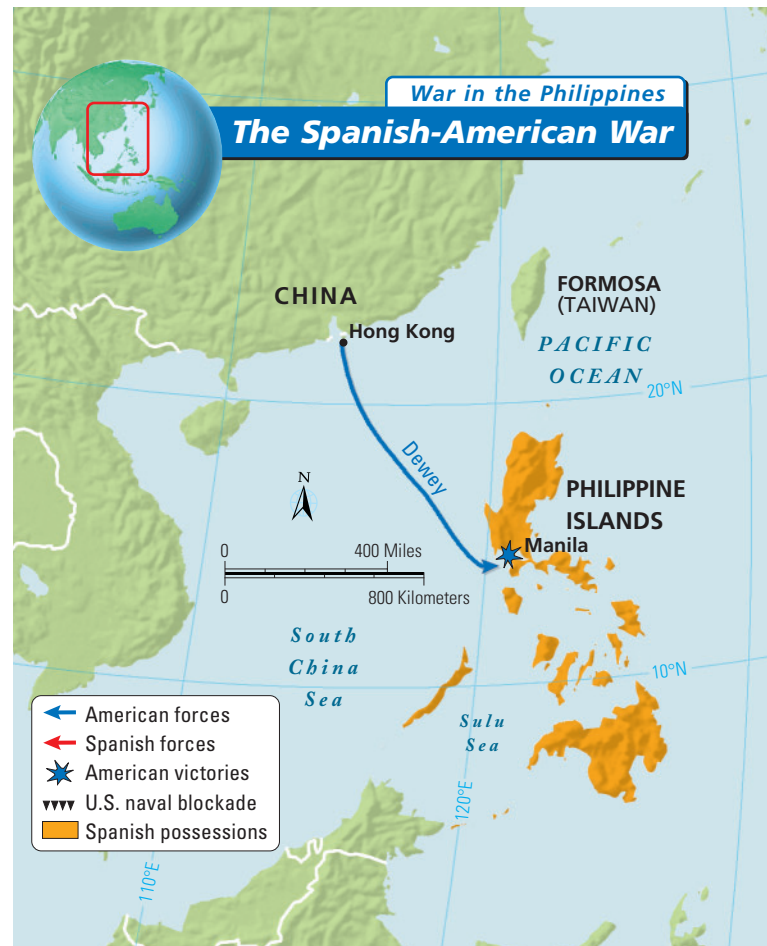 War in the Philippines
The Spanish-American War
CHINA
Hong Kong
FORMOSA
(TAIWAN)
PACIFIC
OCEAN
20°N
Dewey
N
PHILIPPINE
ISLANDS
Manila
0 400 Miles
0 800 Kilometers
South
China
Sea
10°N
Sulu
Sea
American forces
Spanish forces
American victories
U.S. naval blockade
Spanish possessions
120°E
110°E